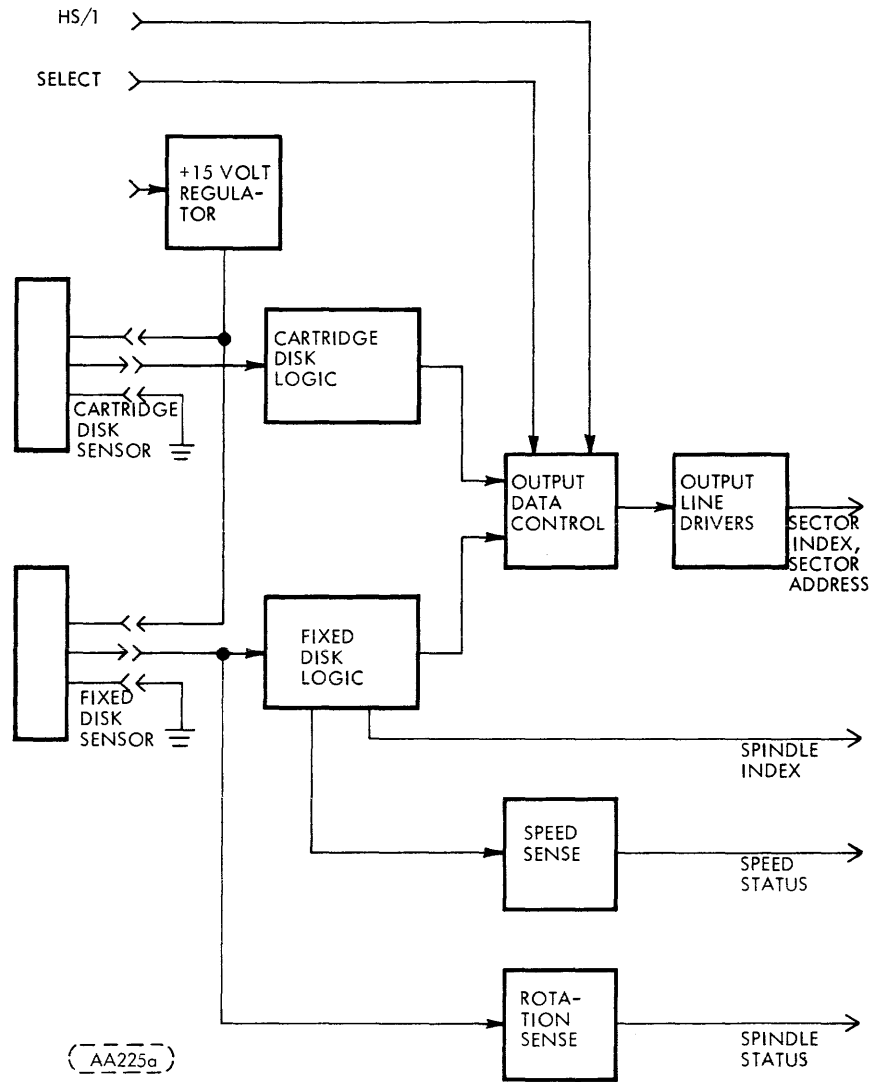 HS/1
SELECT
+15 VOLT
REGULA-
TOR
CARTRIDGE
DISK
LOGIC
CARTRIDGE
DISK
SENSOR
OUTPUT
DATA
CONTROL
OUTPUT
LINE
DRIVERS
SECTOR
INDEX,
SECTOR
ADDRESS
FIXED
DISK
LOGIC
FIXED
DISK
SENSOR
SPINDLE
INDEX
SPEED
SENSE
SPEED
STATUS
ROTA-
TION
SENSE
SPINDLE
STATUS
AA225a